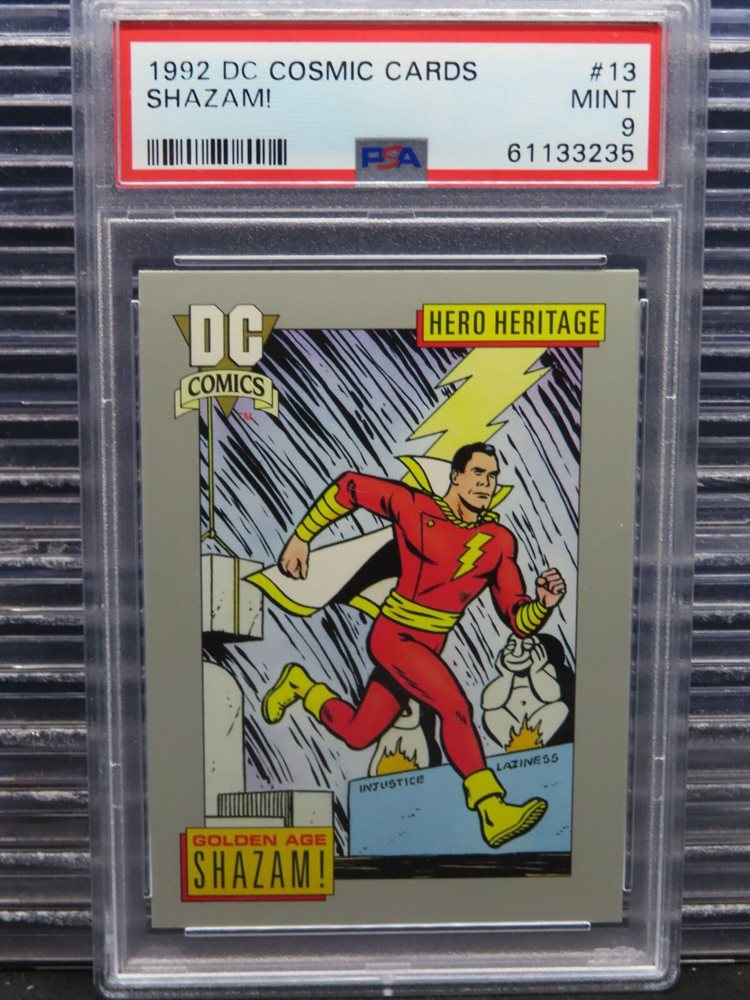 1992 DC COSMIC CARDS #13
SHAZAM! MINT
9
PSA 61133235
DC
COMICS
TM
HERO HERITAGE
INJUSTICE
LAZINESS
GOLDEN AGE
SHAZAM!